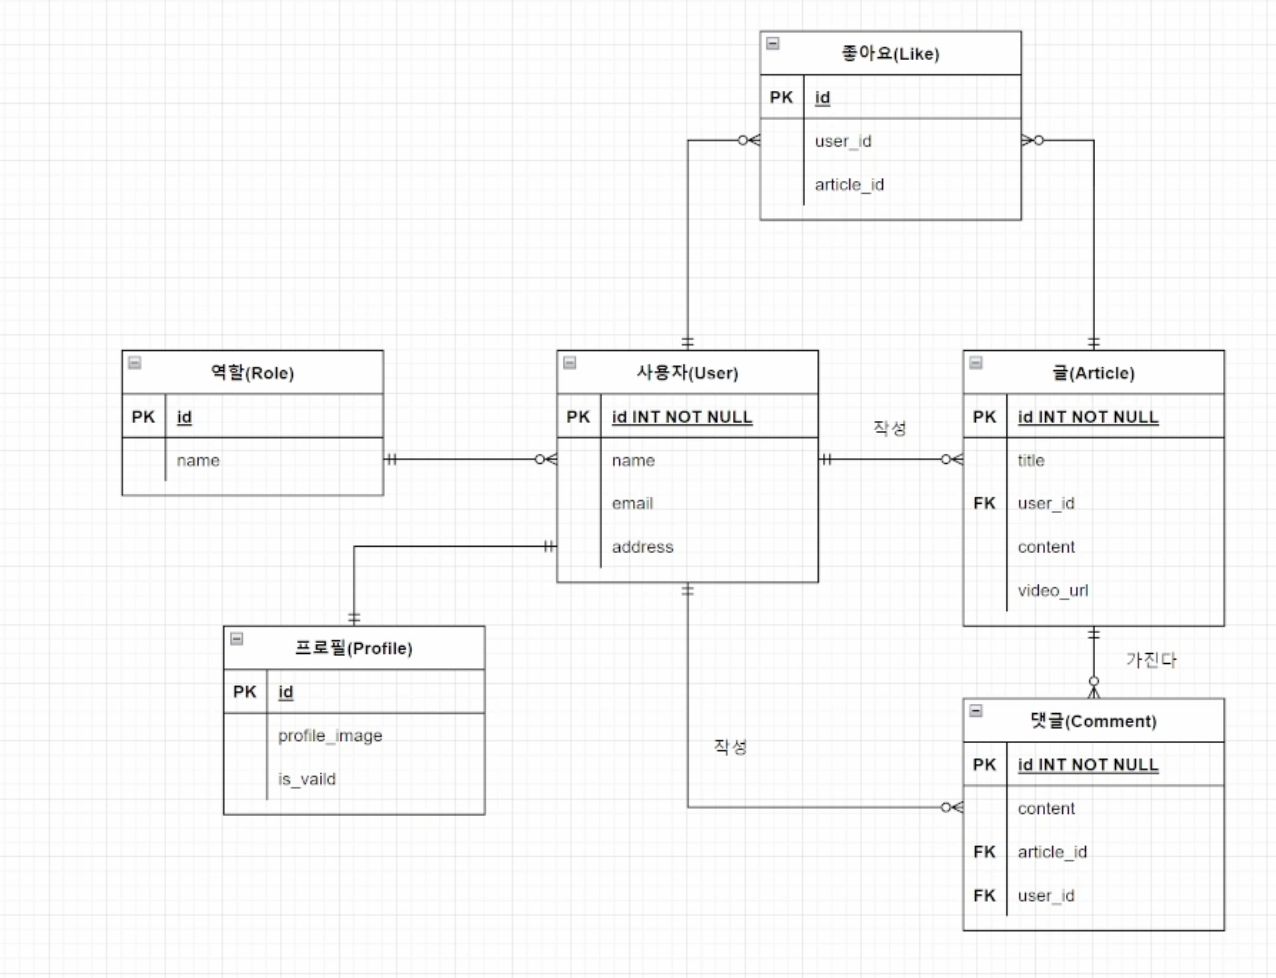 좋아요(Like)
PK id
user_id
article_id
역할(Role)
PK id
name
사용자(User)
PK id INT NOT NULL
name
email
address
작성
글(Article)
PK id INT NOT NULL
title
FK user_id
content
video_url
가진다
프로필(Profile)
PK id
profile_image
is_vaild
작성
댓글(Comment)
PK id INT NOT NULL
content
FK article_id
FK user_id